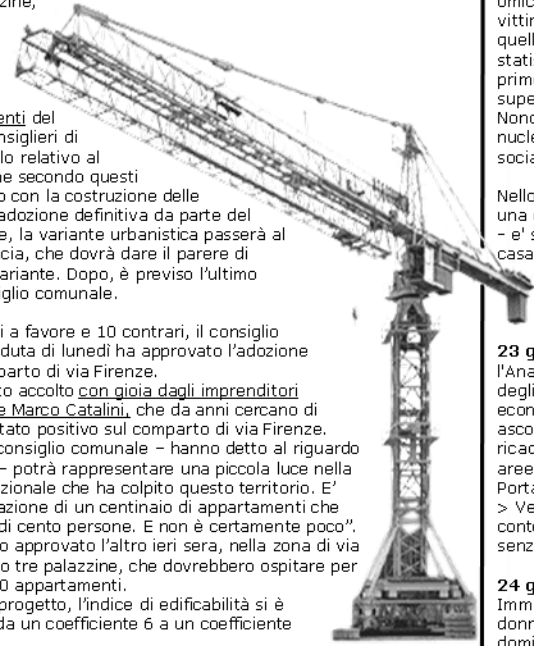 zine,
enti del
nsiglieri di
lo relativo al
ne secondo questi
o con la costruzione delle
adozione definitiva da parte del
e, la variante urbanistica passerà al
cia, che dovrà dare il parere di
ariante. Dopo, è previso l'ultimo
glio comunale.
i a favore e 10 contrari, il consiglio
duta di lunedì ha approvato l'adozione
parto di via Firenze.
to accolto con gioia dagli imprenditori
e Marco Catalini, che da anni cercano di
tato positivo sul comparto di via Firenze.
consiglio comunale – hanno detto al riguardo
– potrà rappresentare una piccola luce nella
zionale che ha colpito questo territorio. E'
azione di un centinaio di appartamenti che
di cento persone. E non è certamente poco”.
o approvato l'altro ieri sera, nella zona di via
o tre palazzine, che dovrebbero ospitare per
0 appartamenti.
progetto, l'indice di edificabilità si è
da un coefficiente 6 a un coefficiente
omic
vittin
quell
statis
prim
supe
Nono
nucle
socia
Nello
una
– e' s
casa
23 g
l'Ana
degli
econ
asco
ricad
aree
Porta
> Ve
conte
senz
24 g
Imm
donn
domi